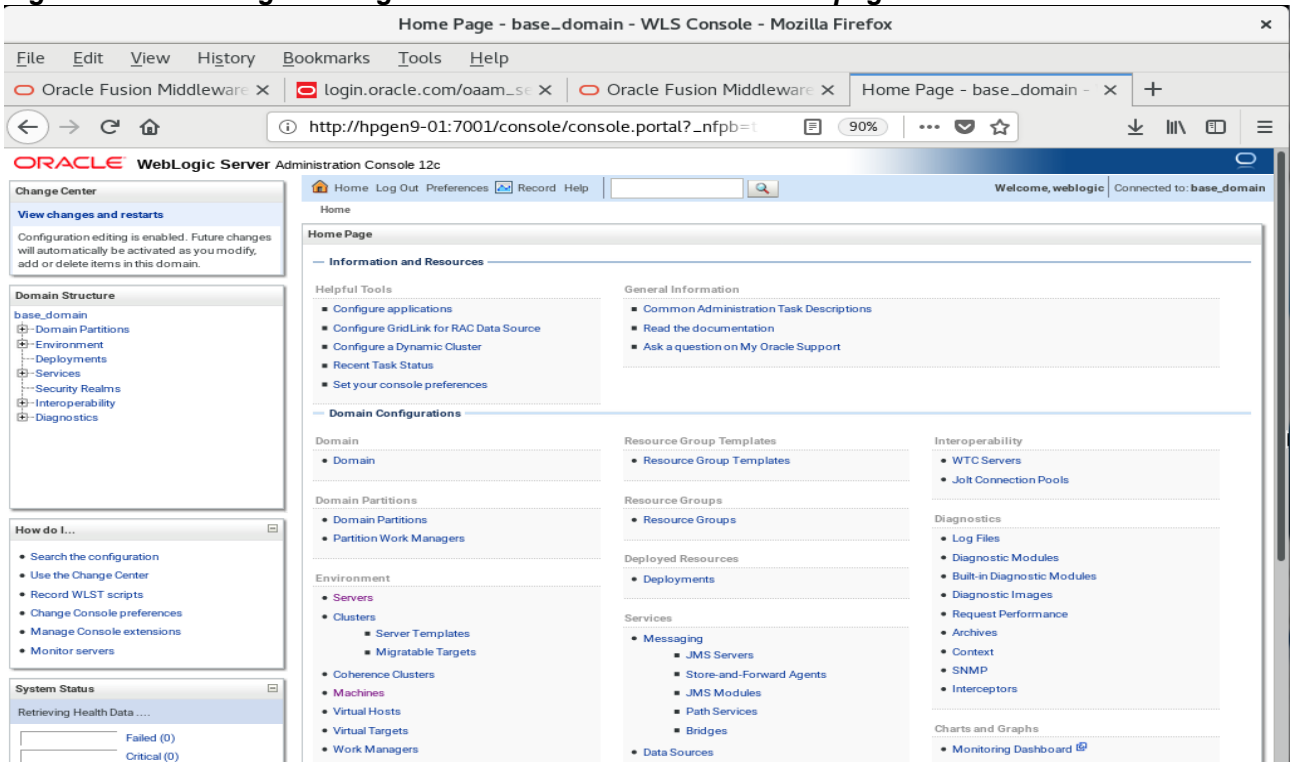 Home Page - base_domain - WLS Console - Mozilla Firefox ×
File Edit View History Bookmarks Tools Help
Oracle Fusion Middleware ×
login.oracle.com/oaam_se ×
Oracle Fusion Middleware ×
Home Page - base_domain - ×
http://hpgen9-01:7001/console/console.portal?_nfpb=t
90%
ORACLE WebLogic Server Administration Console 12c
Change Center
View changes and restarts
Configuration editing is enabled. Future changes
will automatically be activated as you modify,
add or delete items in this domain.
Domain Structure
base_domain
Domain Partitions
Environment
Deployments
Services
Security Realms
Interoperability
Diagnostics
How do I...
Search the configuration
Use the Change Center
Record WLST scripts
Change Console preferences
Manage Console extensions
Monitor servers
System Status
Retrieving Health Data ....
Failed (0)
Critical (0)
Home Log Out Preferences Record Help
Welcome, weblogic
Connected to: base_domain
Home
Home Page
Information and Resources
Helpful Tools
Configure applications
Configure GridLink for RAC Data Source
Configure a Dynamic Cluster
Recent Task Status
Set your console preferences
General Information
Common Administration Task Descriptions
Read the documentation
Ask a question on My Oracle Support
Domain Configurations
Domain
Domain
Domain Partitions
Domain Partitions
Partition Work Managers
Environment
Servers
Clusters
Server Templates
Migratable Targets
Coherence Clusters
Machines
Virtual Hosts
Virtual Targets
Work Managers
Resource Group Templates
Resource Group Templates
Resource Groups
Resource Groups
Deployed Resources
Deployments
Services
Messaging
JMS Servers
Store-and-Forward Agents
JMS Modules
Path Services
Bridges
Data Sources
Interoperability
WTC Servers
Jolt Connection Pools
Diagnostics
Log Files
Diagnostic Modules
Built-in Diagnostic Modules
Diagnostic Images
Request Performance
Archives
Context
SNMP
Interceptors
Charts and Graphs
Monitoring Dashboard